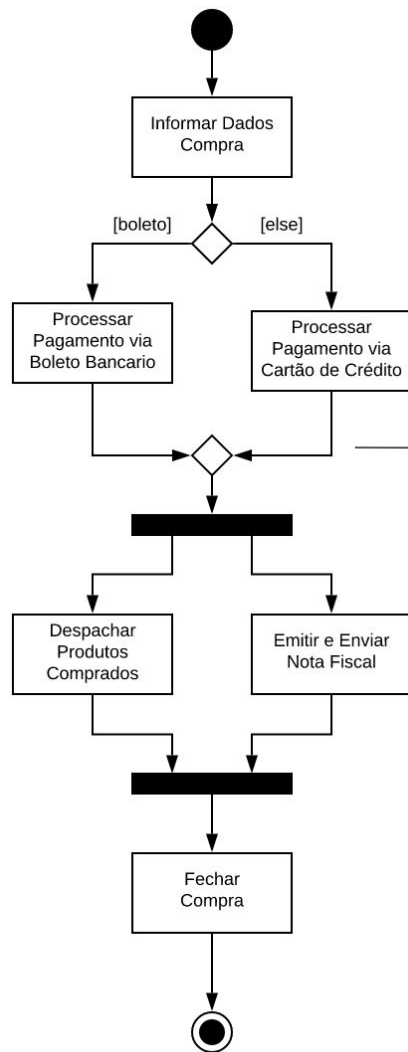 Informar Dados
Compra
[boleto]
[else]
Processar
Pagamento via
Boleto Bancario
Processar
Pagamento via
Cartão de Crédito
Despachar
Produtos
Comprados
Emitir e Enviar
Nota Fiscal
Fechar
Compra